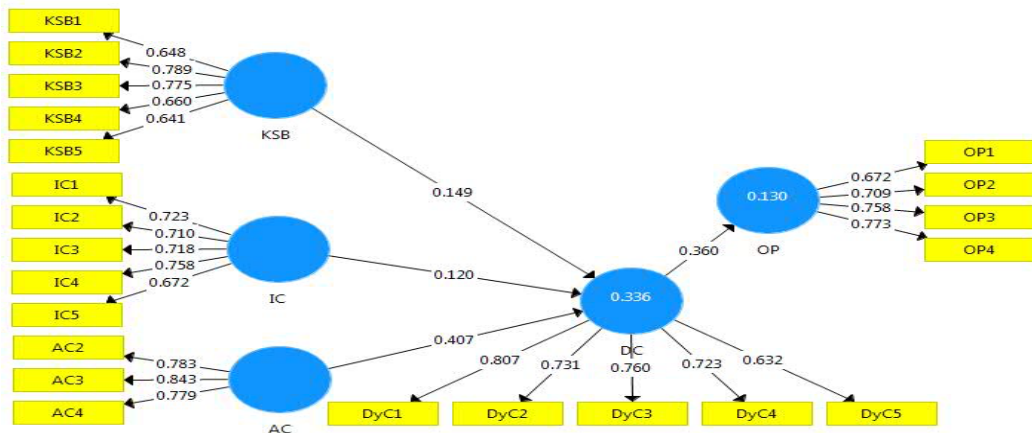 KSB1
KSB2
KSB3
KSB4
KSB5
0.648
0.789
0.775
0.660
0.641
KSB
0.149
IC1
IC2
IC3
IC4
IC5
0.723
0.710
0.718
0.758
0.672
IC
0.120
AC2
AC3
AC4
0.783
0.843
0.779
AC
0.407
0.336
DC
0.807
0.731
0.760
0.723
0.632
DyC1
DyC2
DyC3
DyC4
DyC5
0.360
0.130
OP
0.672
0.709
0.758
0.773
OP1
OP2
OP3
OP4